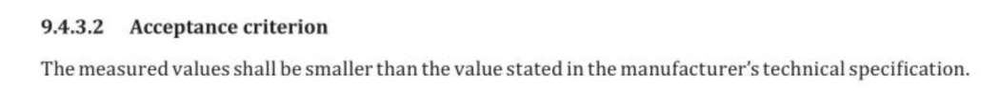 9.4.3.2 Acceptance criterion
The measured values shall be smaller than the value stated in the manufacturer's technical specification.